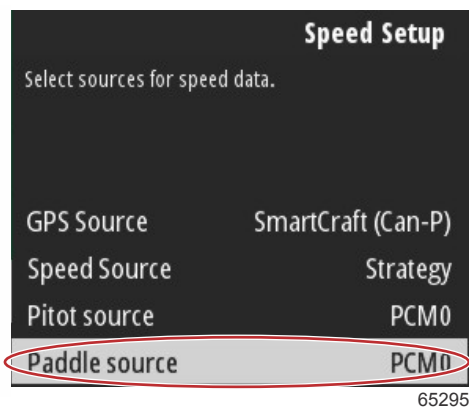 Speed Setup
Select sources for speed data.
GPS Source SmartCraft (Can-P)
Speed Source Strategy
Pitot source PCM0
Paddle source PCM0
65295